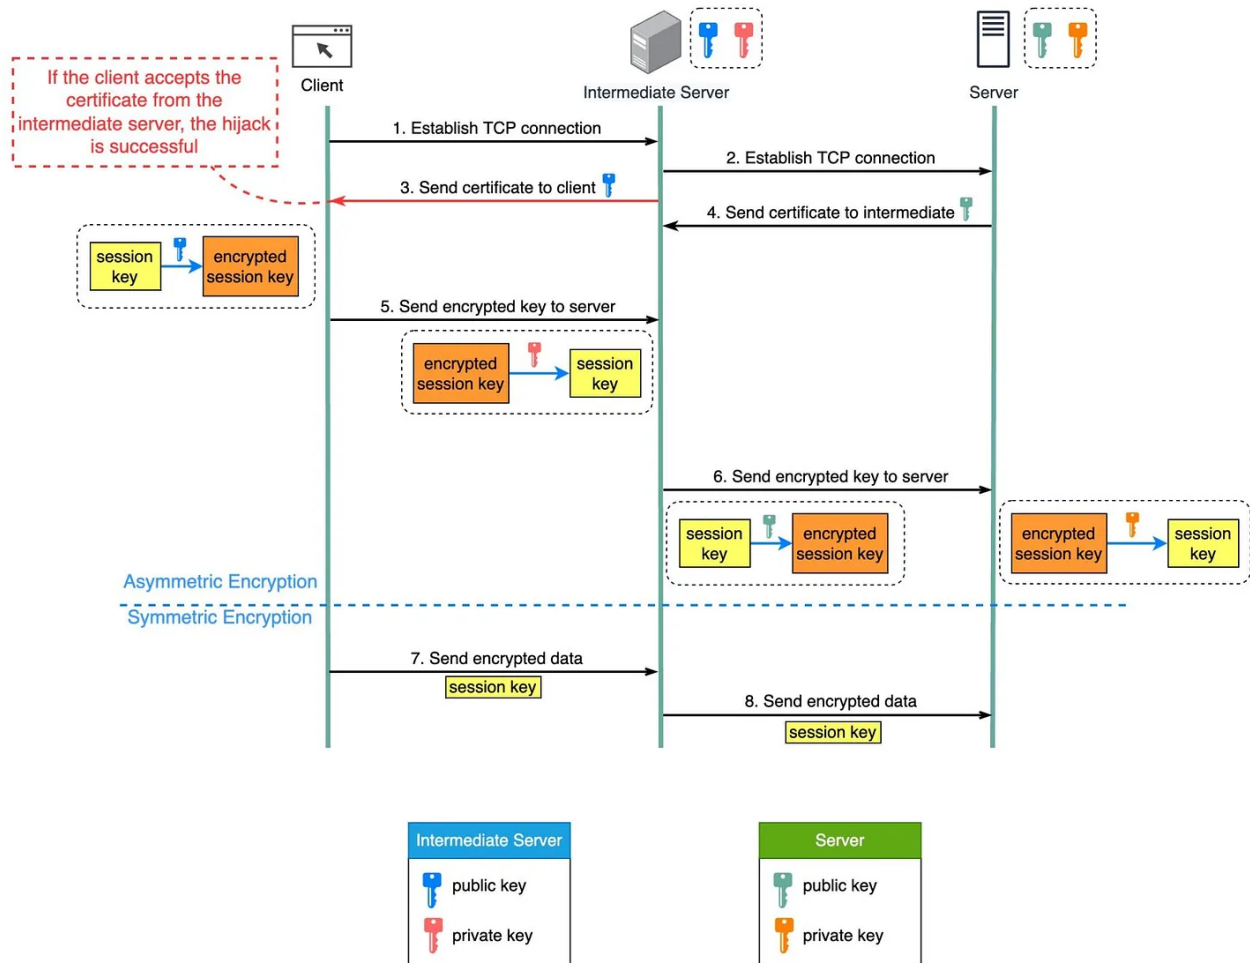 Client
Intermediate Server
Server
If the client accepts the
certificate from the
intermediate server, the hijack
is successful
1. Establish TCP connection
2. Establish TCP connection
3. Send certificate to client
4. Send certificate to intermediate
session
key
encrypted
session key
5. Send encrypted key to server
encrypted
session key
session
key
6. Send encrypted key to server
session
key
encrypted
session key
encrypted
session key
session
key
Asymmetric Encryption
Symmetric Encryption
7. Send encrypted data
session key
8. Send encrypted data
session key
Intermediate Server
public key
private key
Server
public key
private key